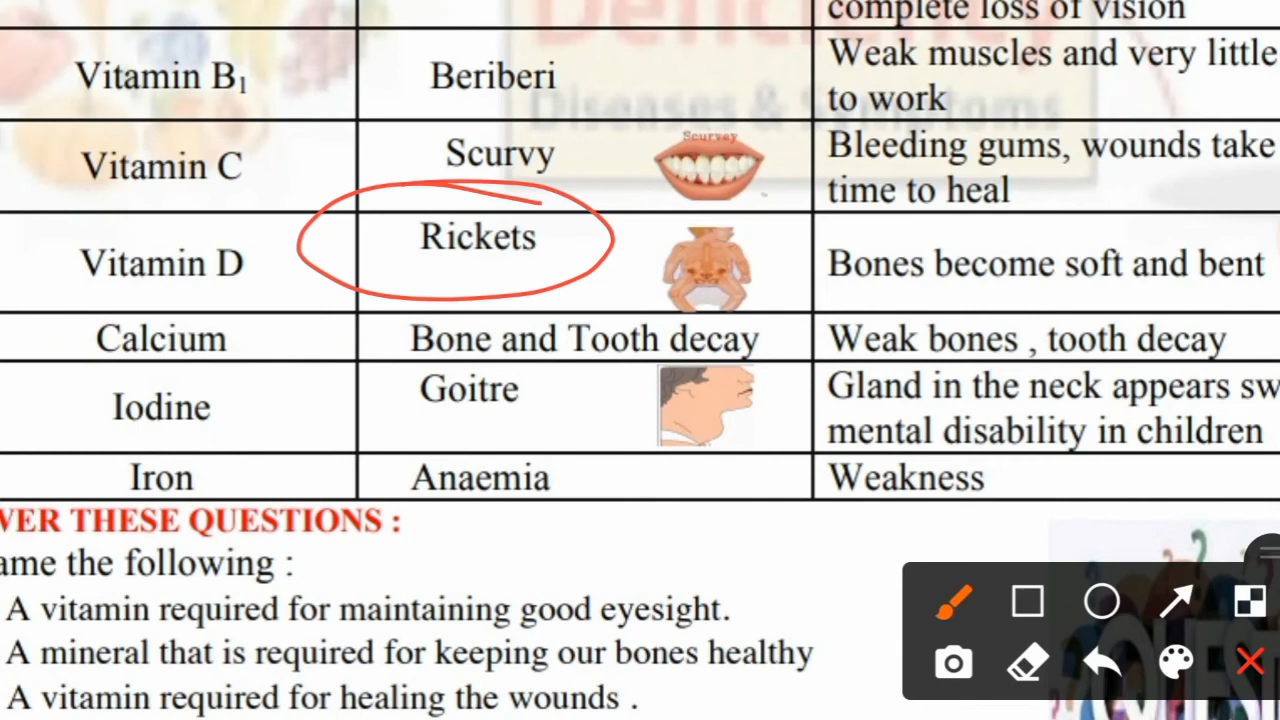 complete loss of vision
Deficiency
Diseases & Symptoms
Vitamin B₁ Beriberi Weak muscles and very little
to work
Vitamin C Scurvy Scurvey Bleeding gums, wounds take
time to heal
Vitamin D Rickets Bones become soft and bent
Calcium Bone and Tooth decay Weak bones , tooth decay
Iodine Goitre Gland in the neck appears sw
mental disability in children
Iron Anaemia Weakness
VER THESE QUESTIONS :
ame the following :
A vitamin required for maintaining good eyesight.
A mineral that is required for keeping our bones healthy
A vitamin required for healing the wounds .